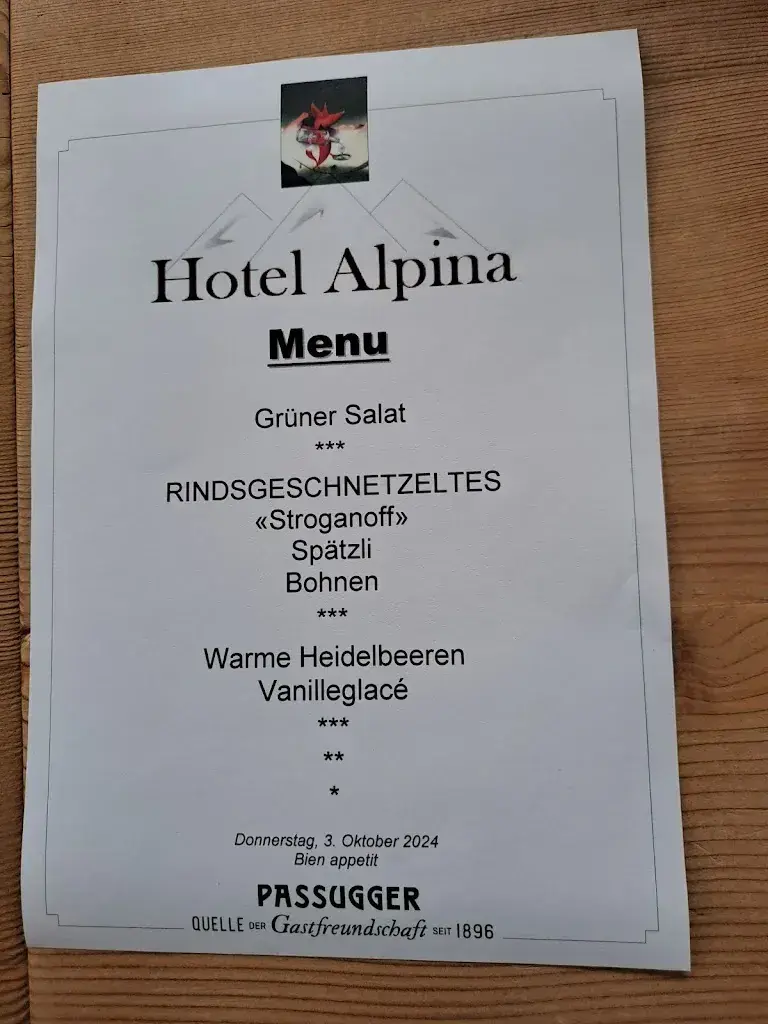 Hotel Alpina
Menu
Grüner Salat
***
RINDSGESCHNETZELTES
«Stroganoff»
Spätzli
Bohnen
***
Warme Heidelbeeren
Vanilleglacé
***
**
*
Donnerstag, 3. Oktober 2024
Bien appetit
PASSUGGER
QUELLE DER Gastfreundschaft SEIT 1896